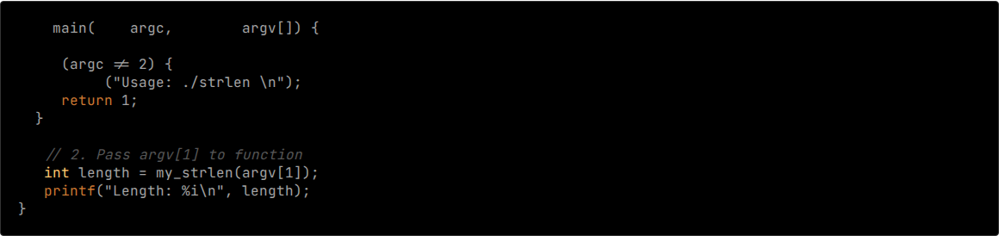 main( argc, argv[]) {
(argc != 2) {
("Usage: ./strlen \n");
return 1;
}
// 2. Pass argv[1] to function
int length = my_strlen(argv[1]);
printf("Length: %i\n", length);
}